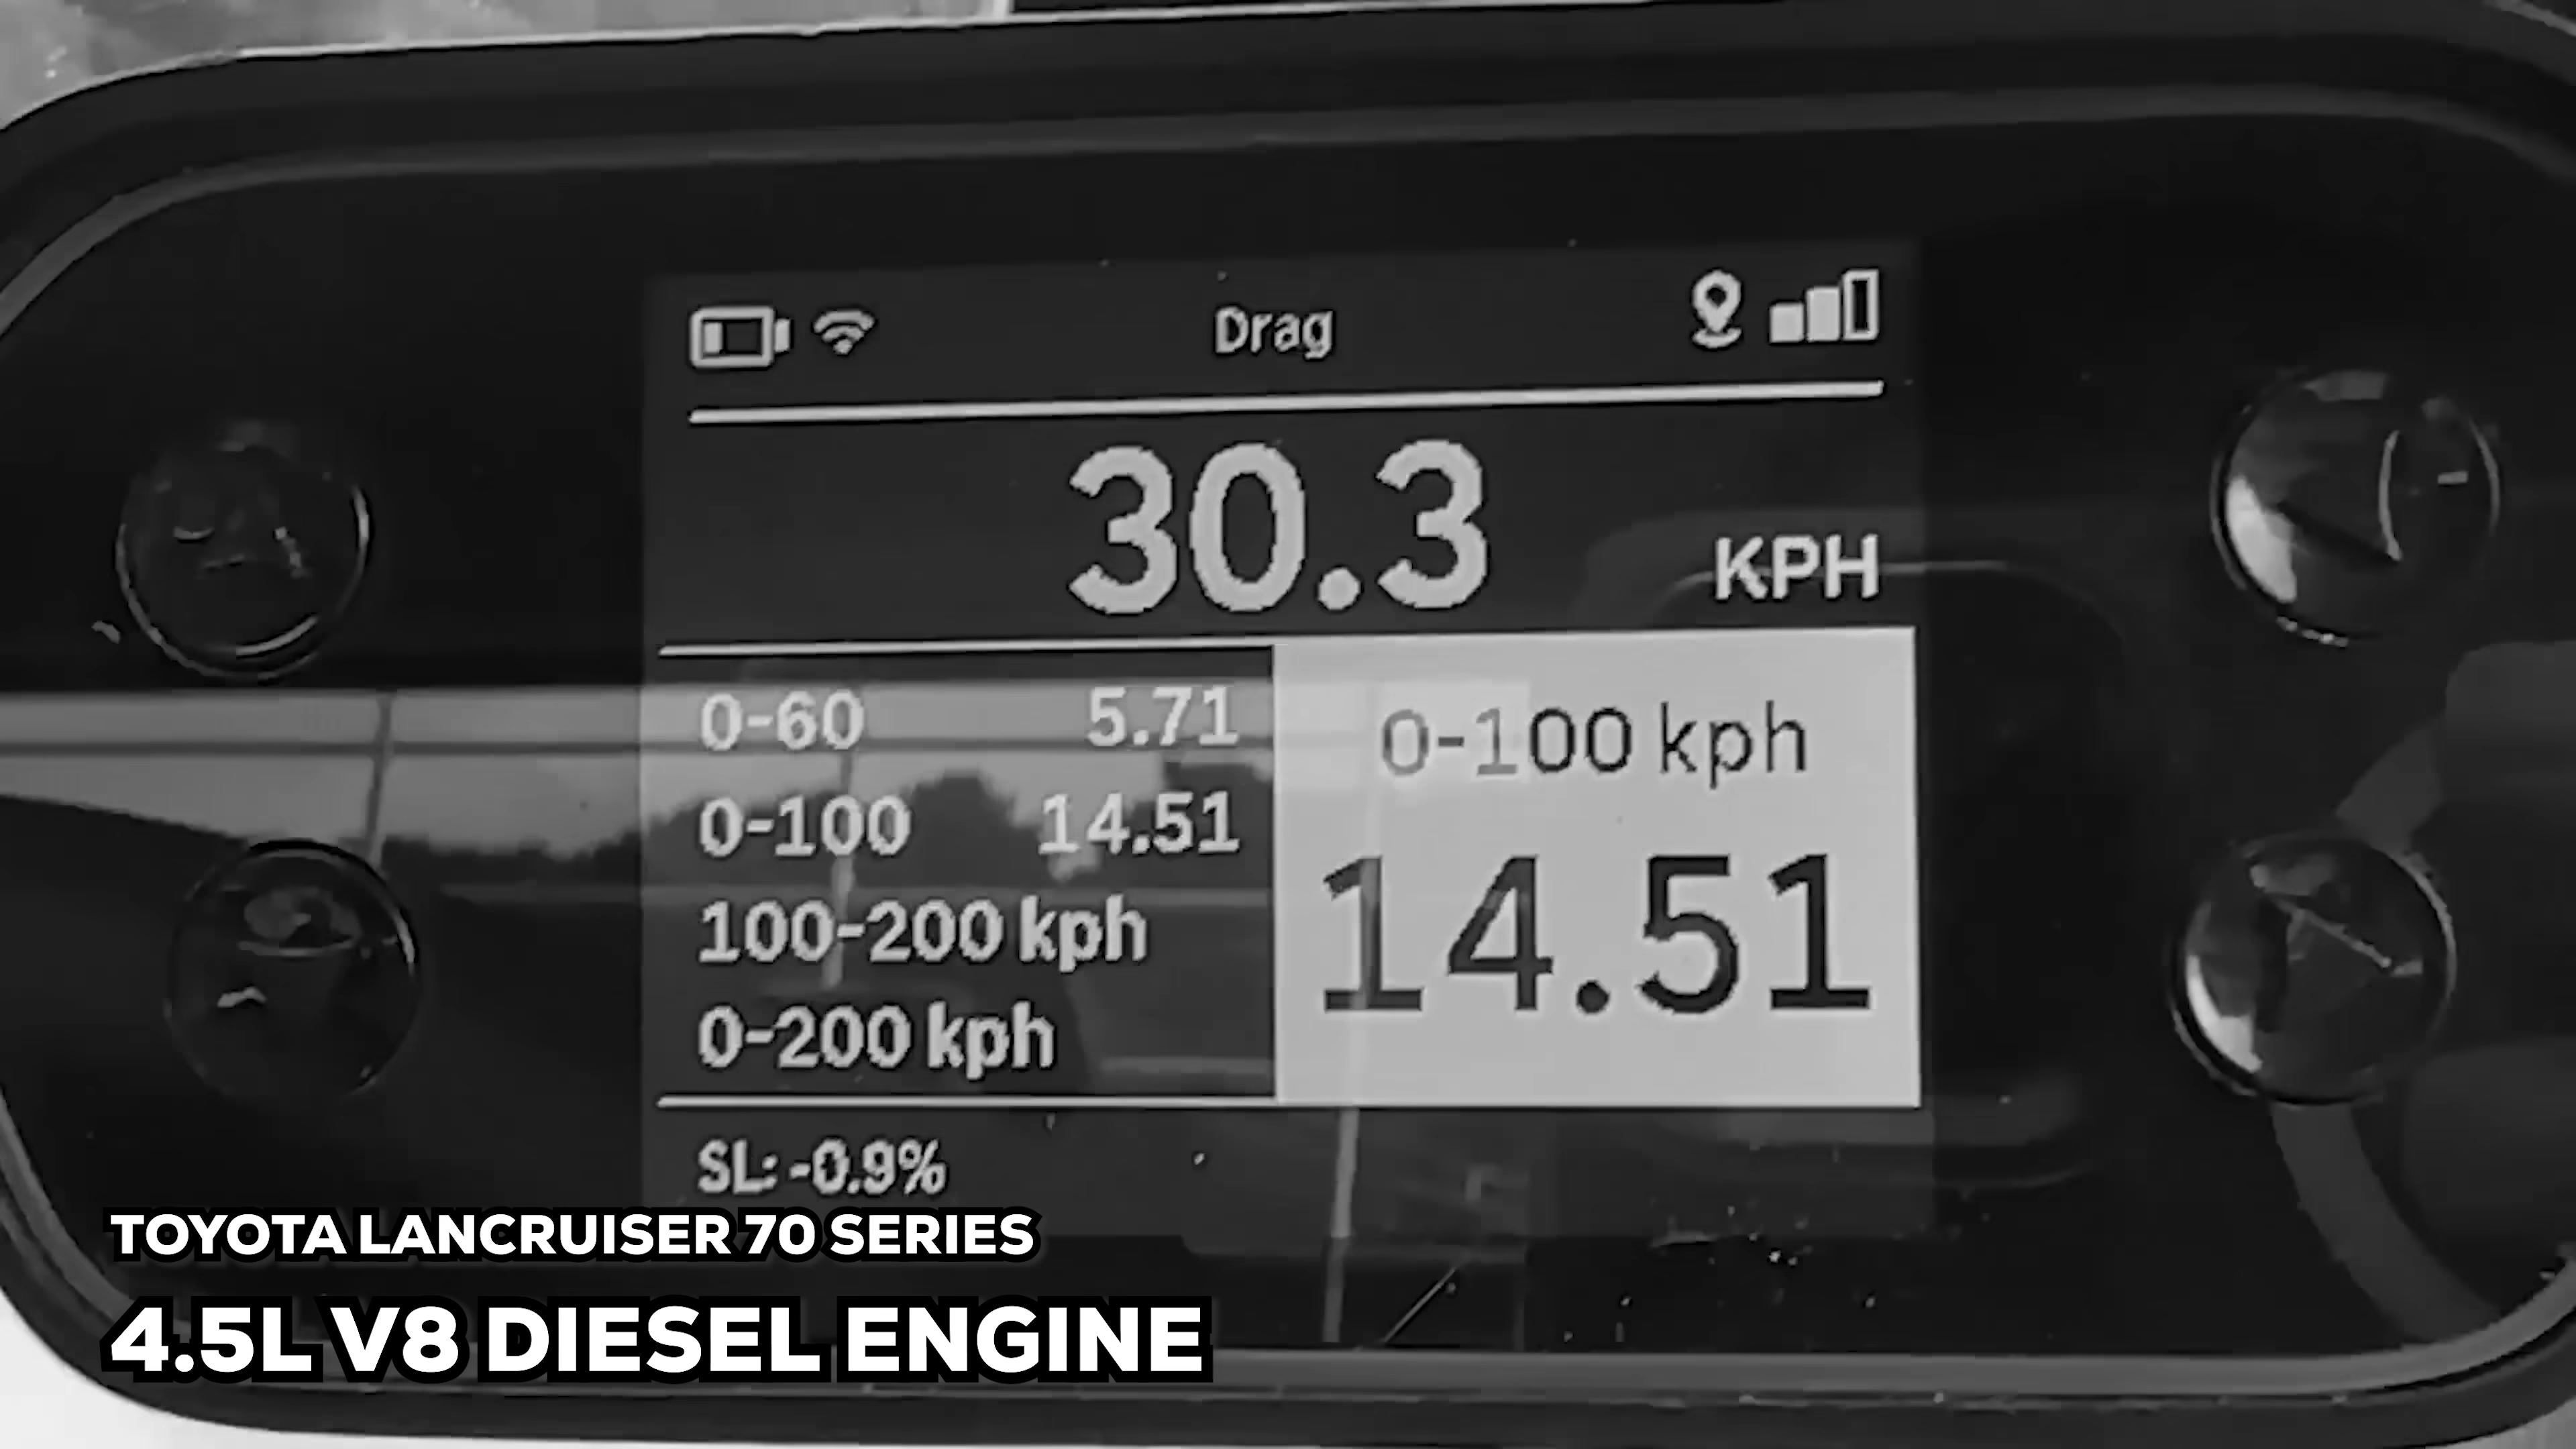 Drag
30.3
KPH
0-60 5.71
0-100 14.51
100-200 kph
0-200 kph
0-100 kph
14.51
SL: -0.9%
TOYOTA LANCRUISER 70 SERIES
4.5L V8 DIESEL ENGINE